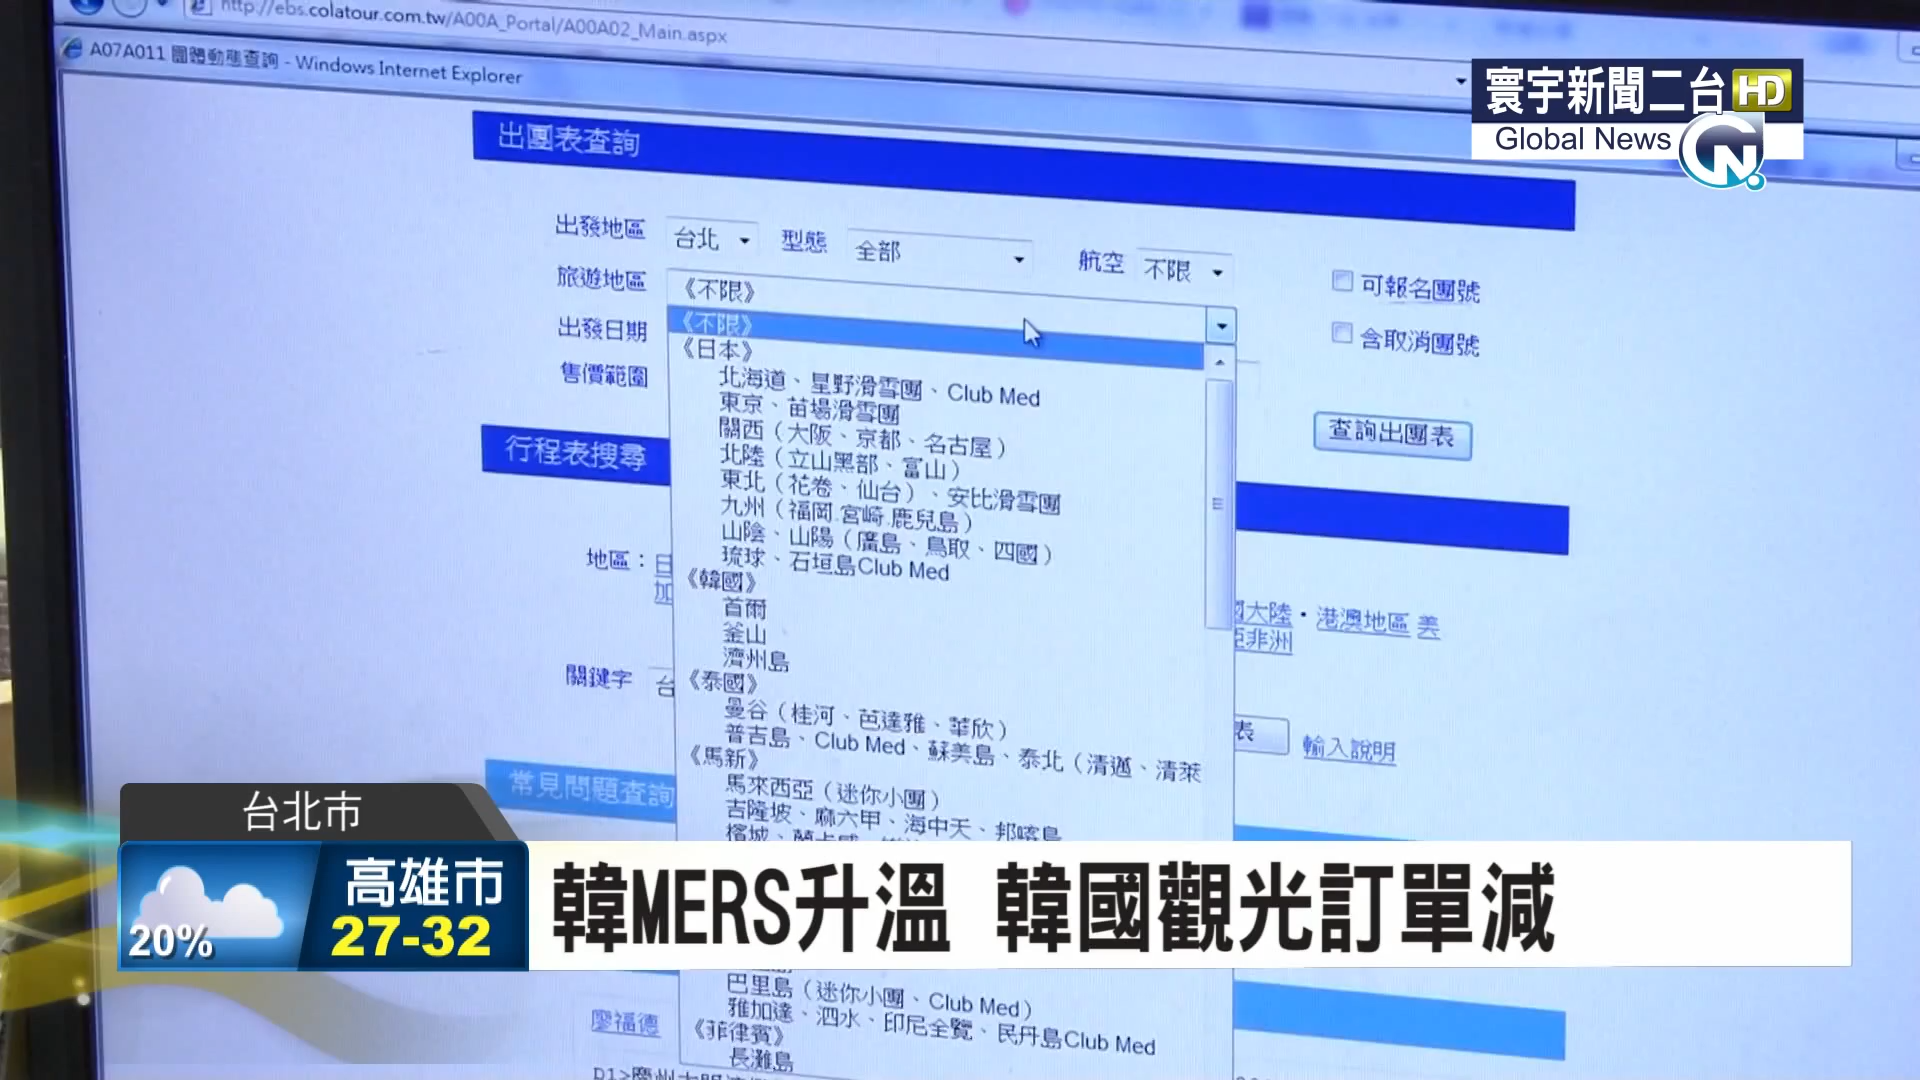 http://ebs.colatour.com.tw/A00A_Portal/A00A02_Main.aspx
A07A011 團體動態查詢 - Windows Internet Explorer
寰宇新聞二台 HD
Global News
出團表查詢
出發地區 台北 型態 全部 航空 不限 可報名團號
旅遊地區 《不限》
《不限》
出發日期
含取消團號
《日本》
售價範圍
北海道、星野滑雪團、Club Med
東京、苗場滑雪團
關西（大阪、京都、名古屋）
查詢出團表
行程表搜尋
北陸（立山黑部、富山）
東北（花卷、仙台）、安比滑雪團
九州（福岡.宮崎.鹿兒島）
山陰、山陽（廣島、鳥取、四國）
琉球、石垣島Club Med
地區：
加
《韓國》
首爾
釜山
濟州島
大陸・港澳地區 美
非洲
關鍵字 台
《泰國》
曼谷（桂河、芭達雅、華欣）
普吉島、Club Med、蘇美島、泰北（清邁、清萊
表 輸入說明
《馬新》
馬來西亞（迷你小團）
吉隆坡、麻六甲、海中天、邦喀島
常見問題查詢
台北市
高雄市
20%
27-32
韓MERS升溫 韓國觀光訂單減
巴里島（迷你小團、Club Med）
雅加達、泗水、印尼全覽、民丹島Club Med
廖福德
《菲律賓》
長灘島